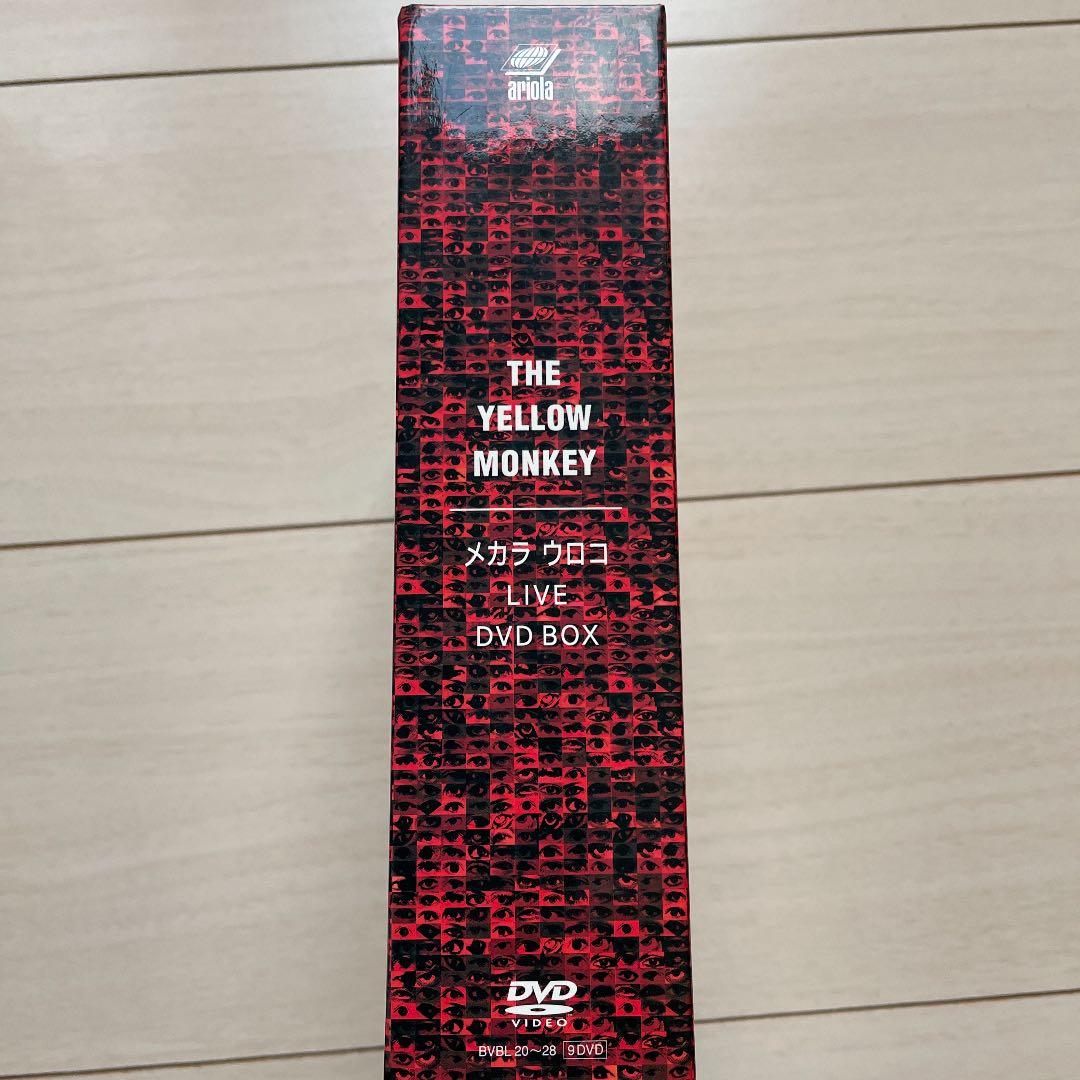 ariola
THE
YELLOW
MONKEY
メカラ ウロコ
LIVE
DVD BOX
DVD
VIDEO
BVBL 20〜28 9DVD